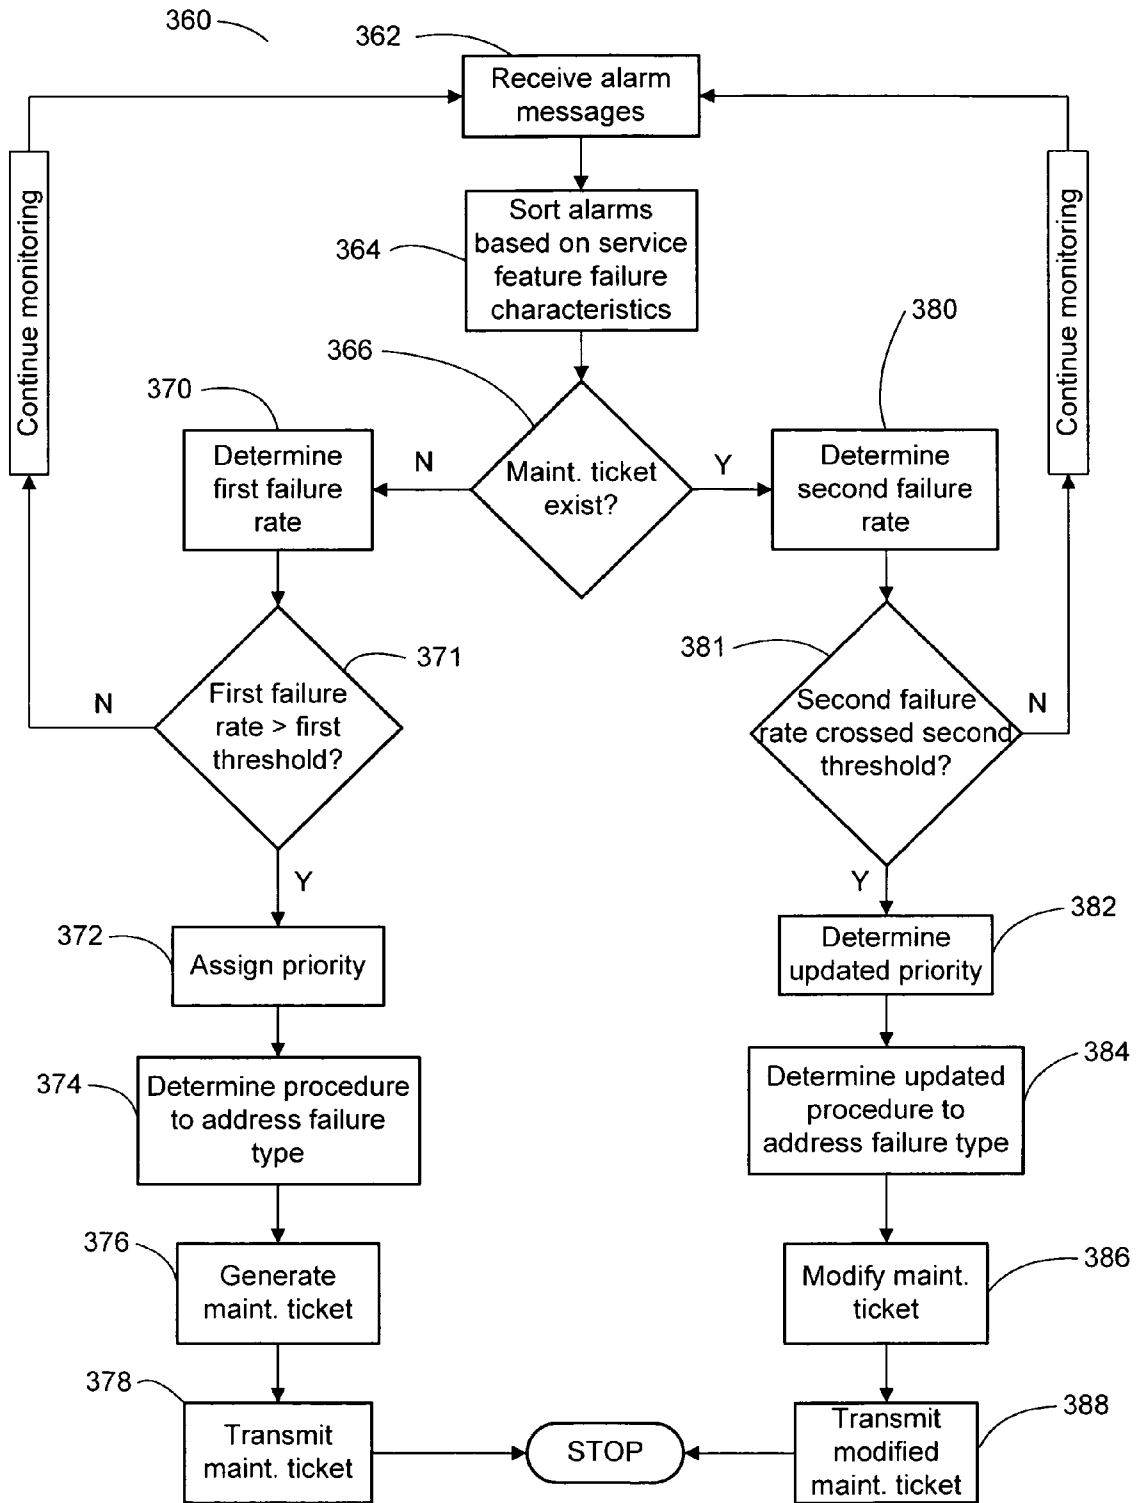 360
362
Receive alarm
messages
Continue monitoring
Continue monitoring
364
Sort alarms
based on service
feature failure
characteristics
366
370
380
Determine
first failure
rate
N
Maint. ticket
exist?
Y
Determine
second failure
rate
371
381
N
First failure
rate > first
threshold?
Second failure
rate crossed second
threshold?
N
Y
Y
372
Assign priority
382
Determine
updated priority
374
Determine procedure
to address failure
type
384
Determine updated
procedure to
address failure type
376
Generate
maint. ticket
386
Modify maint.
ticket
378
Transmit
maint. ticket
STOP
388
Transmit
modified
maint. ticket